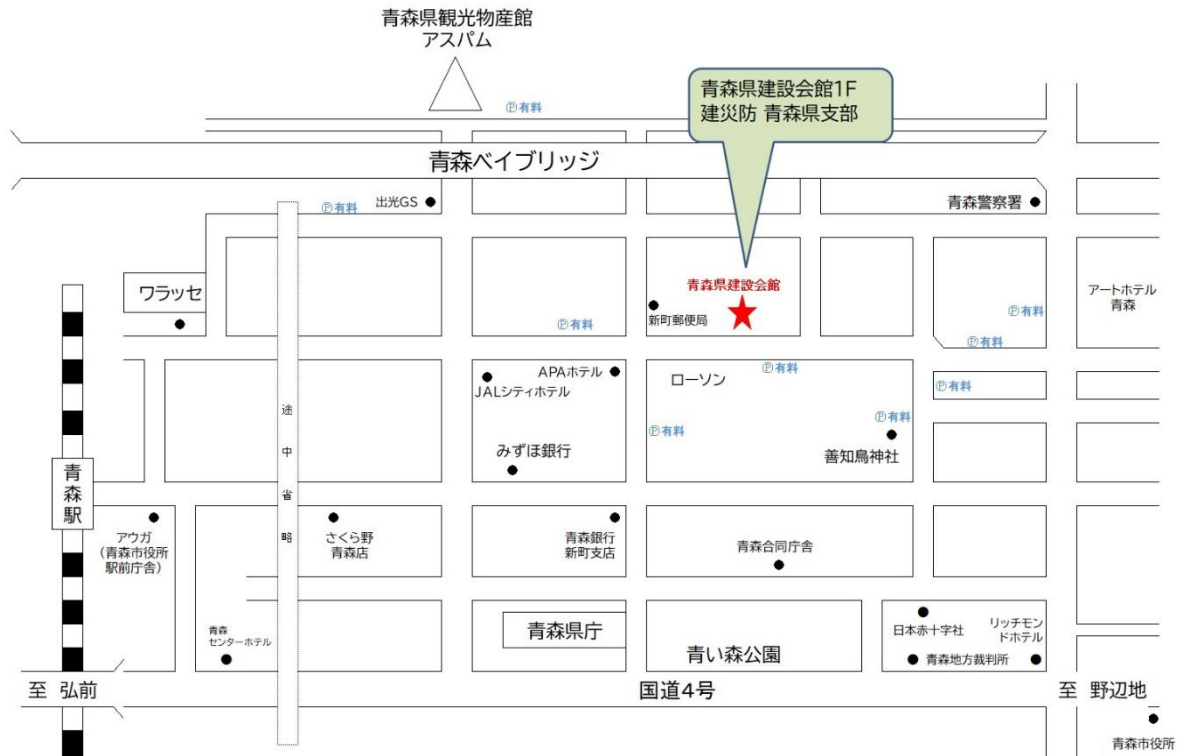 青森県観光物産館
アスパム
Ⓟ有料
青森県建設会館1F
建災防 青森県支部
青森ベイブリッジ
Ⓟ有料
出光GS
青森警察署
ワラッセ
青森県建設会館
新町郵便局
Ⓟ有料
Ⓟ有料
Ⓟ有料
アートホテル
青森
APAホテル
JALシティホテル
ローソン
Ⓟ有料
Ⓟ有料
Ⓟ有料
Ⓟ有料
善知鳥神社
みずほ銀行
途中省略
青森駅
アウガ
（青森市役所
駅前庁舎）
さくら野
青森店
青森銀行
新町支店
青森合同庁舎
青森
センターホテル
青森県庁
青い森公園
日本赤十字社
リッチモン
ドホテル
青森地方裁判所
至 弘前
国道4号
至 野辺地
青森市役所